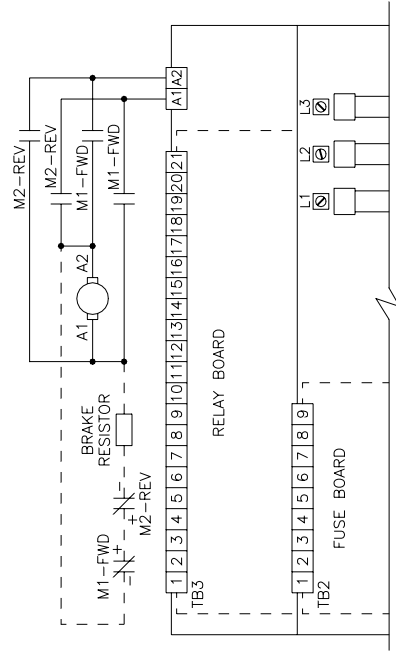 M2-REV
M2-REV
M1-FWD
M1-FWD
A1
A2
BRAKE
RESISTOR
M1-FWD
+
-
M2-REV
+
-
1 2 3 4 5 6 7 8 9 10 11 12 13 14 15 16 17 18 19 20 21
A1 A2
TB3
RELAY BOARD
1 2 3 4 5 6 7 8 9
TB2
FUSE BOARD
L1
L2
L3